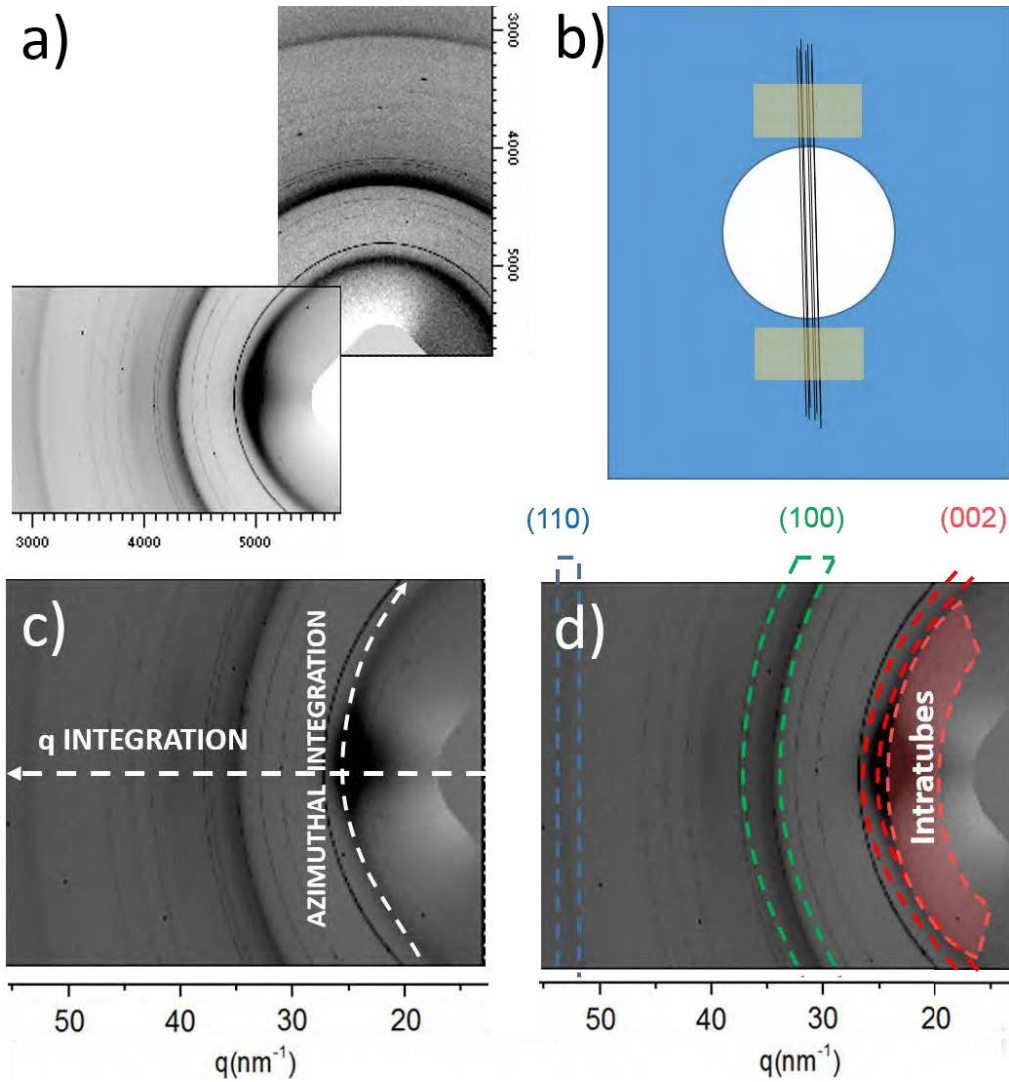 a)
3000
4000
5000
3000
4000
5000
b)
(110)
(100)
(002)
c)
q INTEGRATION
AZIMUTHAL INTEGRATION
50
40
30
20
q(nm⁻¹)
d)
Intratubes
50
40
30
20
q(nm⁻¹)